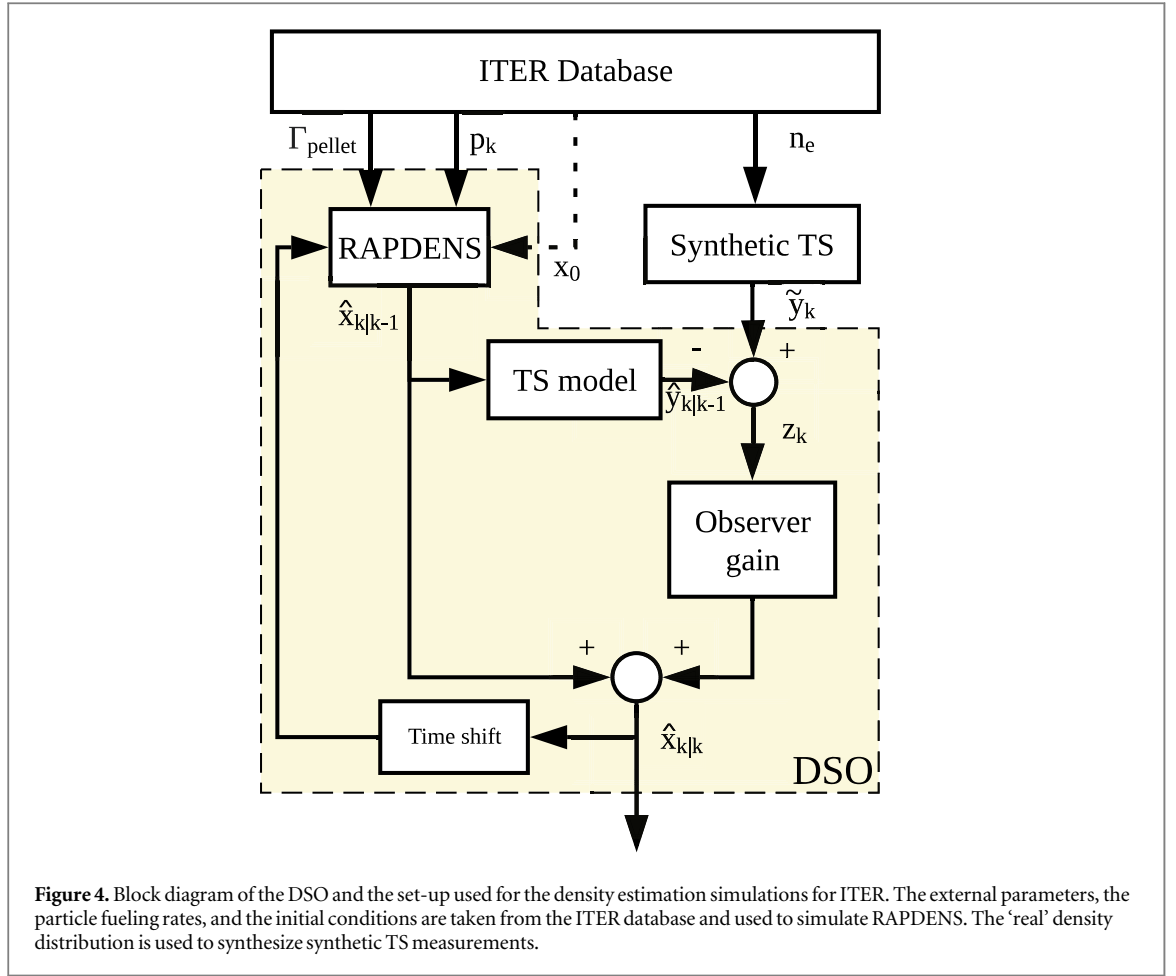 ITER Database
Γpellet
pk
ne
RAPDENS
Synthetic TS
x0
x̂k|k-1
ỹk
- +
TS model
ŷk|k-1
zk
Observer
gain
+ +
Time shift
x̂k|k
DSO
Figure 4. Block diagram of the DSO and the set-up used for the density estimation simulations for ITER. The external parameters, the
particle fueling rates, and the initial conditions are taken from the ITER database and used to simulate RAPDENS. The ‘real’ density
distribution is used to synthesize synthetic TS measurements.